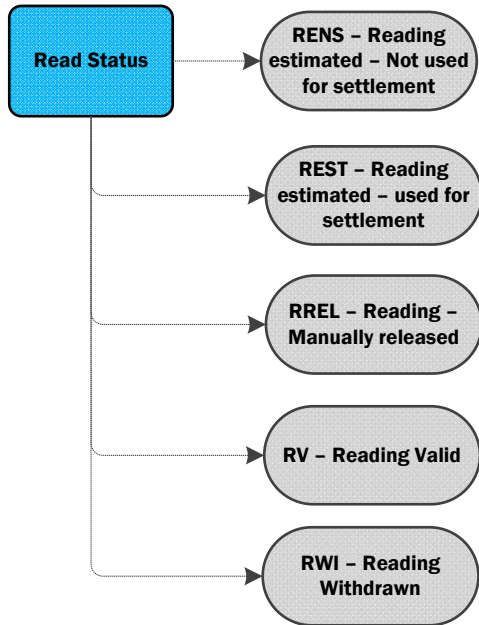 Read Status
RENS – Reading
estimated – Not used
for settlement
REST – Reading
estimated – used for
settlement
RREL – Reading –
Manually released
RV – Reading Valid
RWI – Reading
Withdrawn